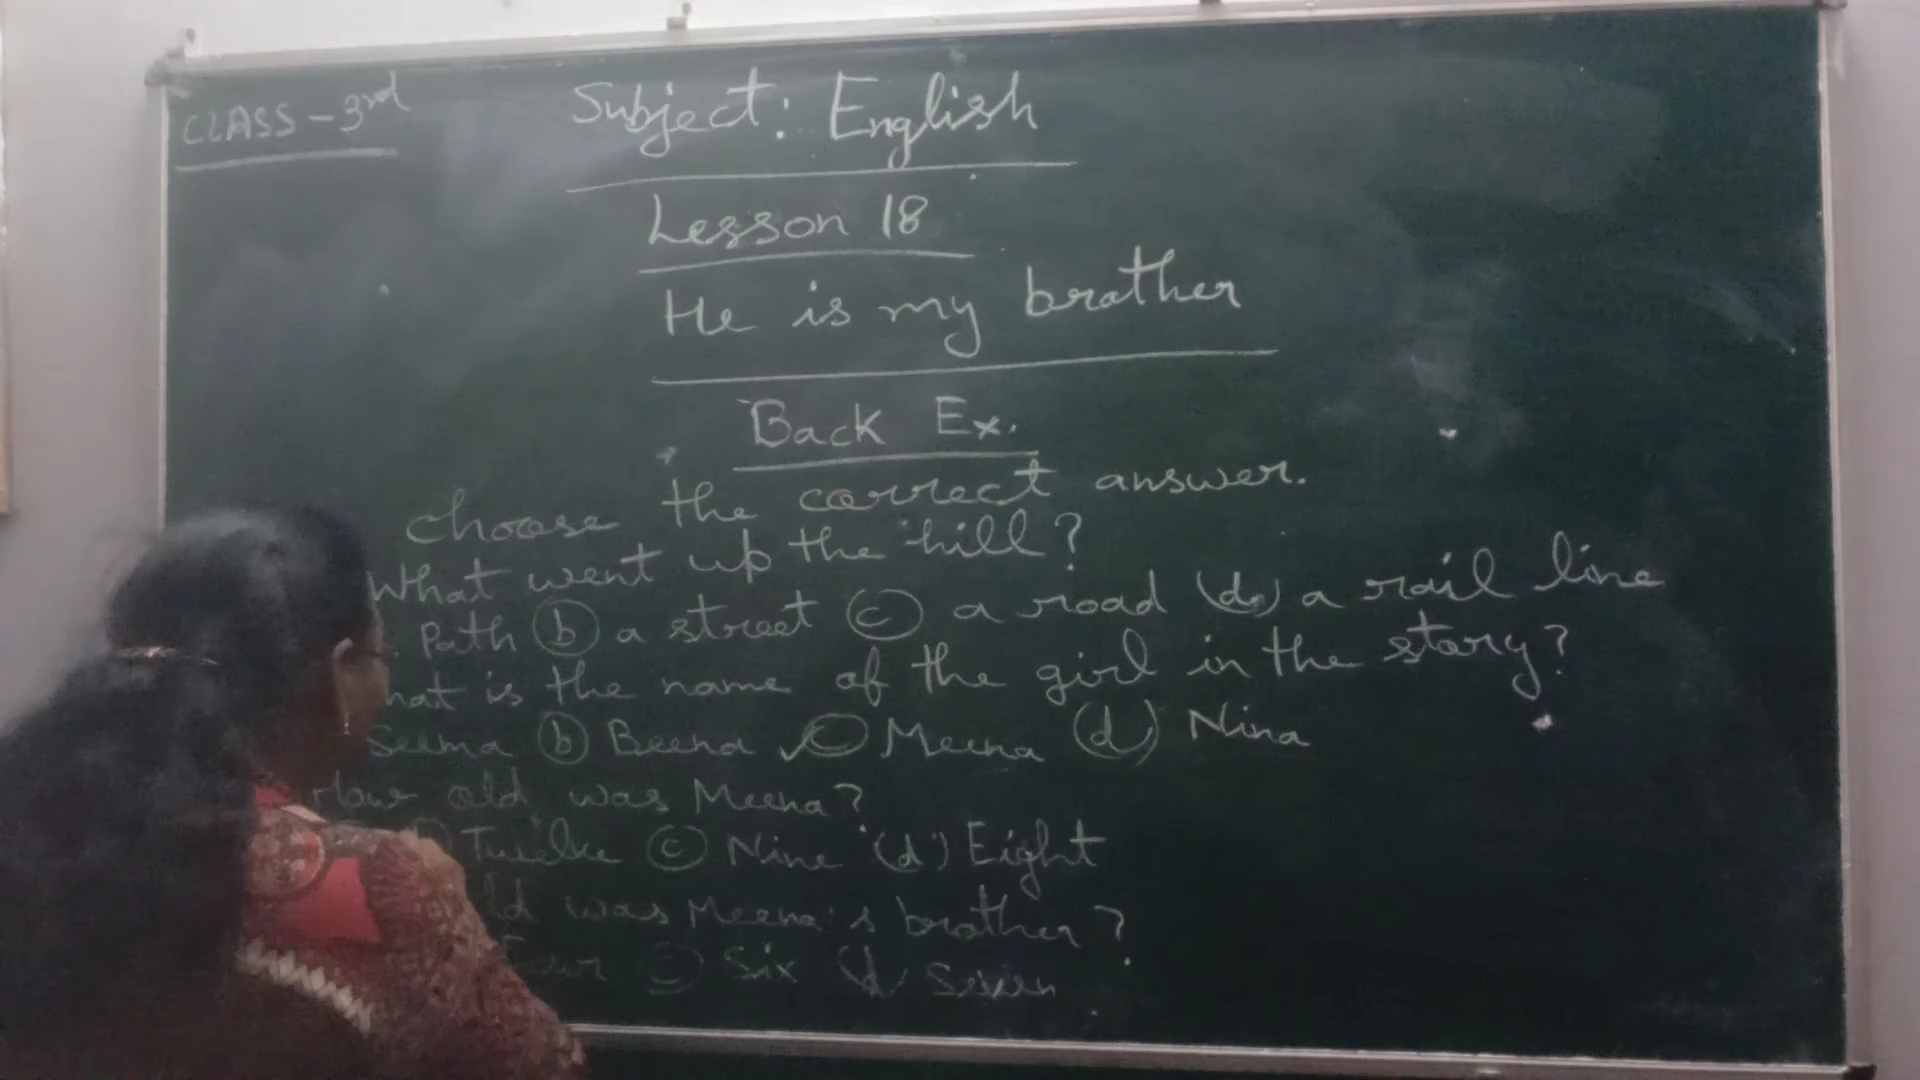 CLASS - 3rd
Subject: English
Lesson 18
He is my brother
Back Ex.
choose the correct answer.
What went up the hill?
Path (b) a street (c) a road (d) a rail line
hat is the name of the girl in the story?
Seema (b) Beena ✓(c) Meena (d) Nina
How old was Meena?
Twelve (c) Nine (d) Eight
ld was Meena's brother?
Four (c) Six (d) Seven